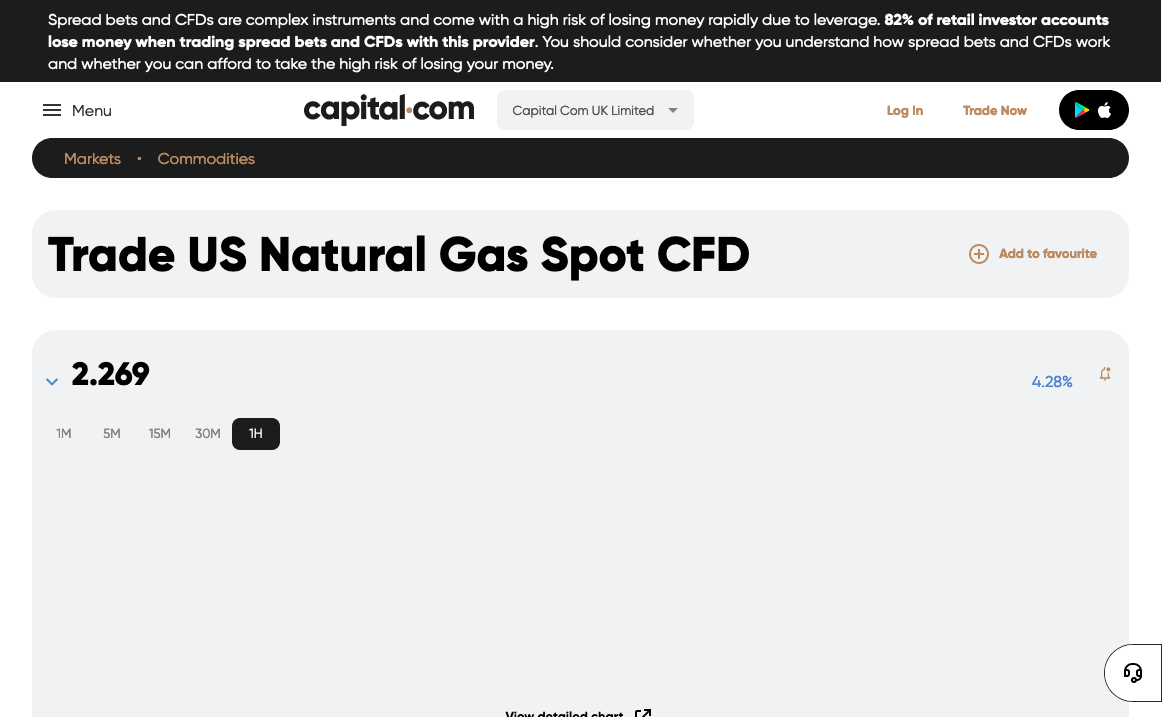 Spread bets and CFDs are complex instruments and come with a high risk of losing money rapidly due to leverage. 82% of retail investor accounts
lose money when trading spread bets and CFDs with this provider. You should consider whether you understand how spread bets and CFDs work
and whether you can afford to take the high risk of losing your money.
Menu
capital.com
Capital Com UK Limited
Log In
Trade Now
Markets • Commodities
Trade US Natural Gas Spot CFD
Add to favourite
2.269
4.28%
1M 5M 15M 30M 1H
View detailed chart